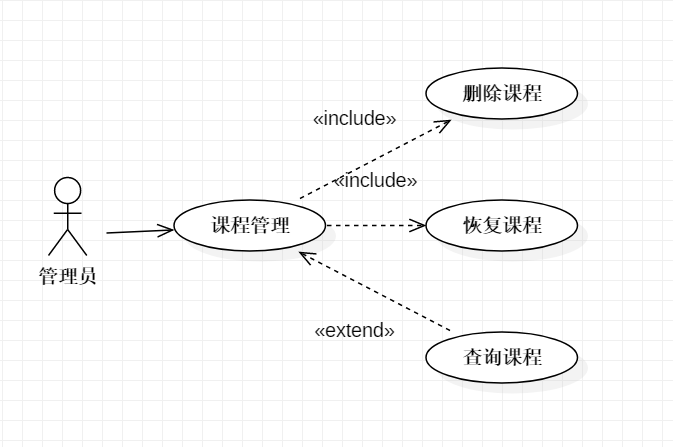 删除课程
«include»
«include»
课程管理
恢复课程
管理员
«extend»
查询课程